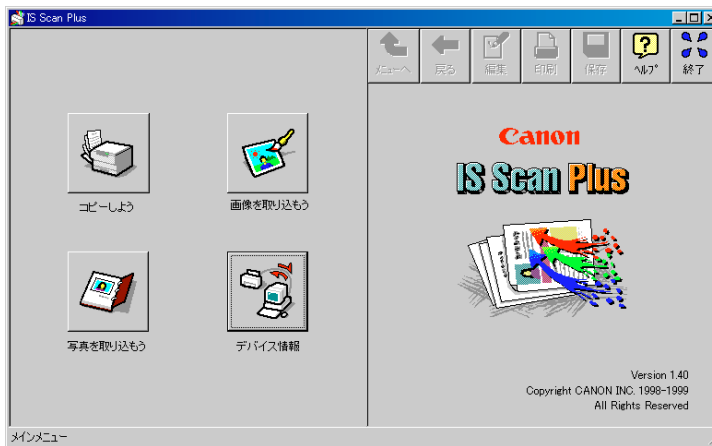 IS Scan Plus
メニューへ
戻る
編集
印刷
保存
ヘルプ
終了
コピーしよう
画像を取り込もう
写真を取り込もう
デバイス情報
Canon
IS Scan Plus
Version 1.40
Copyright CANON INC. 1998-1999
All Rights Reserved
メインメニュー